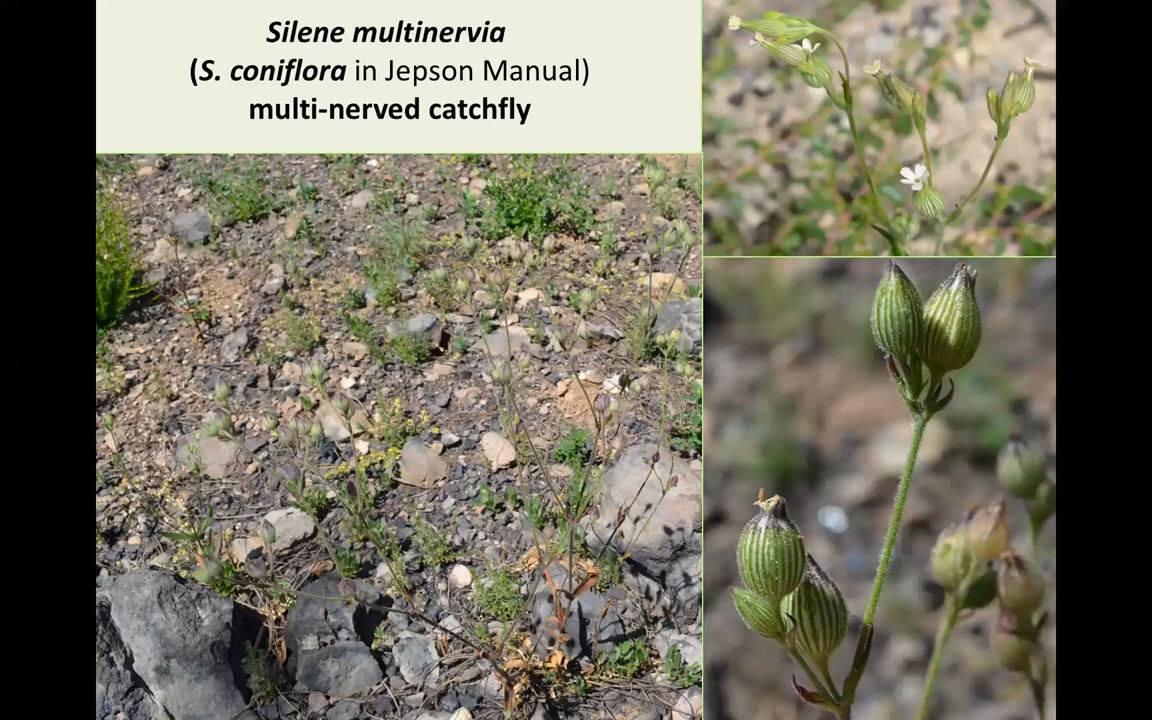 Silene multinervia
(S. coniflora in Jepson Manual)
multi-nerved catchfly